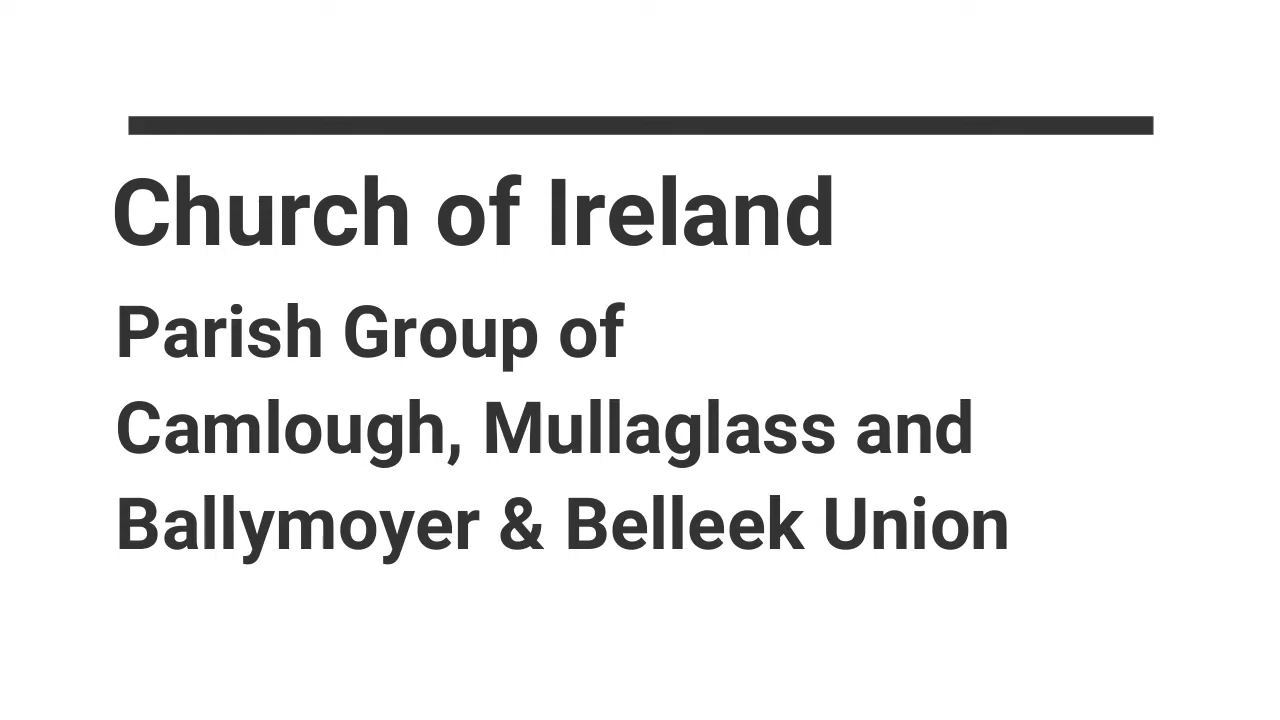 Church of Ireland
Parish Group of
Camlough, Mullaglass and
Ballymoyer & Belleek Union